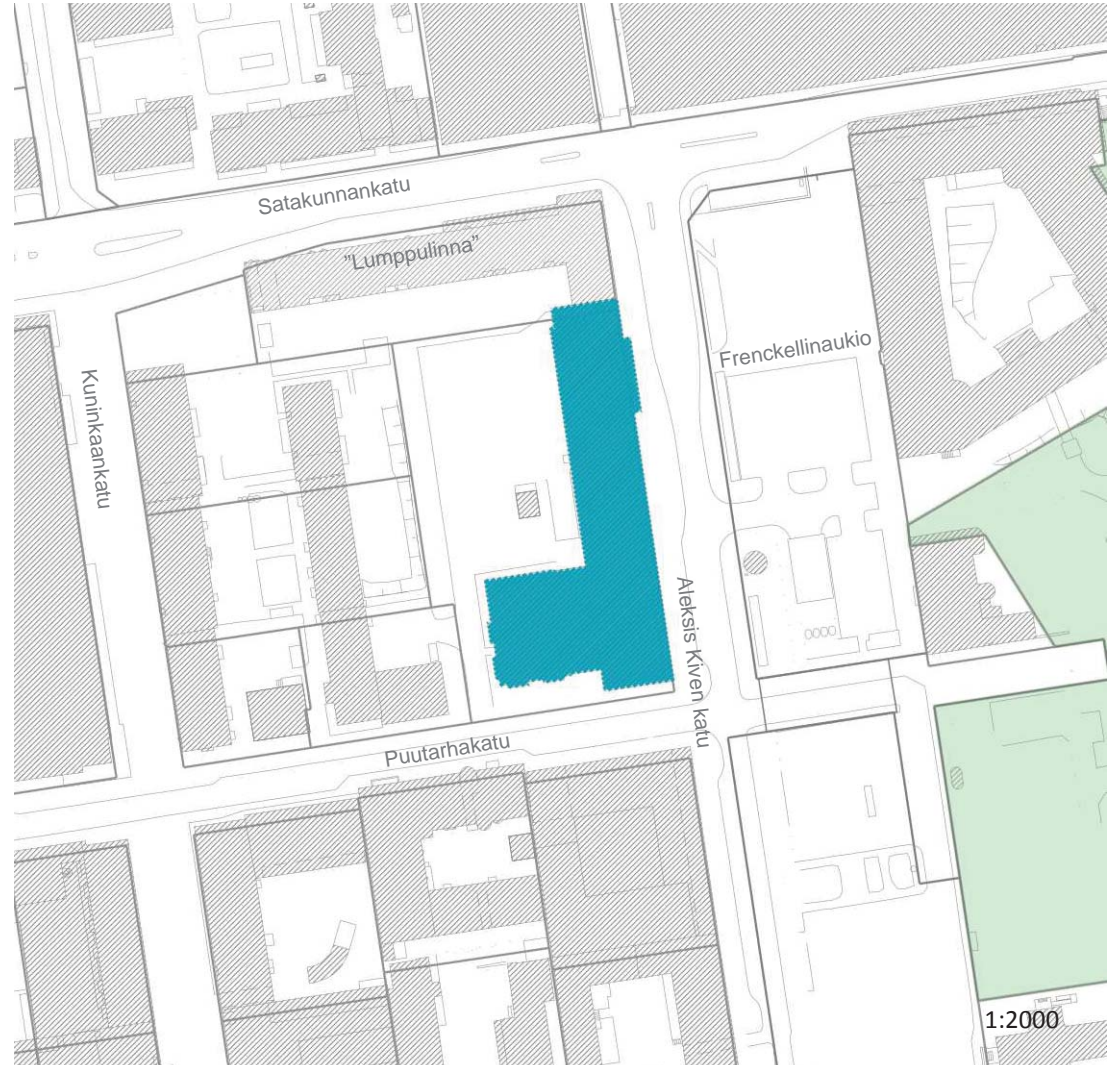 Satakunnankatu
"Lumppulinna"
Frenckellinaukio
Kuninkaankatu
Aleksis Kiven katu
Puutarhakatu
1:2000